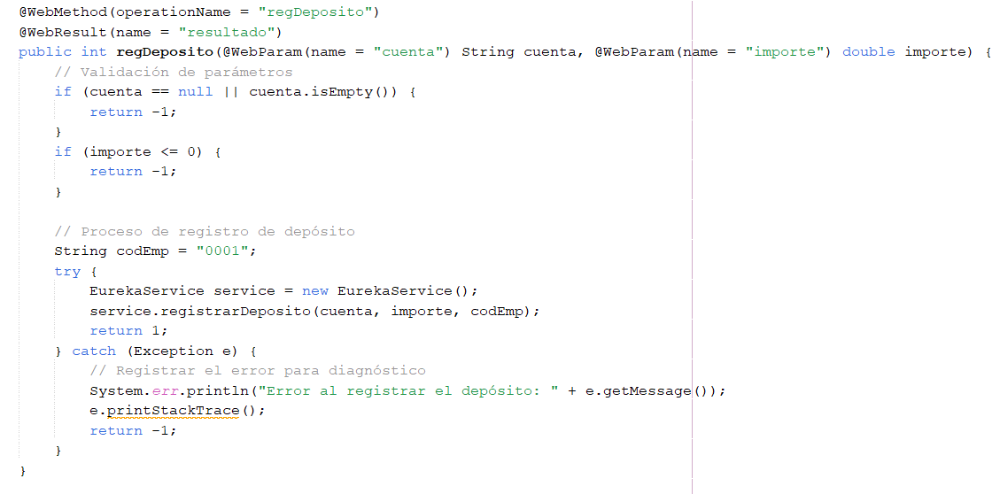 @WebMethod(operationName = "regDeposito")
@WebResult(name = "resultado")
public int regDeposito(@WebParam(name = "cuenta") String cuenta, @WebParam(name = "importe") double importe) {
    // Validación de parámetros
    if (cuenta == null || cuenta.isEmpty()) {
        return -1;
    }
    if (importe <= 0) {
        return -1;
    }

    // Proceso de registro de depósito
    String codEmp = "0001";
    try {
        EurekaService service = new EurekaService();
        service.registrarDeposito(cuenta, importe, codEmp);
        return 1;
    } catch (Exception e) {
        // Registrar el error para diagnóstico
        System.err.println("Error al registrar el depósito: " + e.getMessage());
        e.printStackTrace();
        return -1;
    }
}